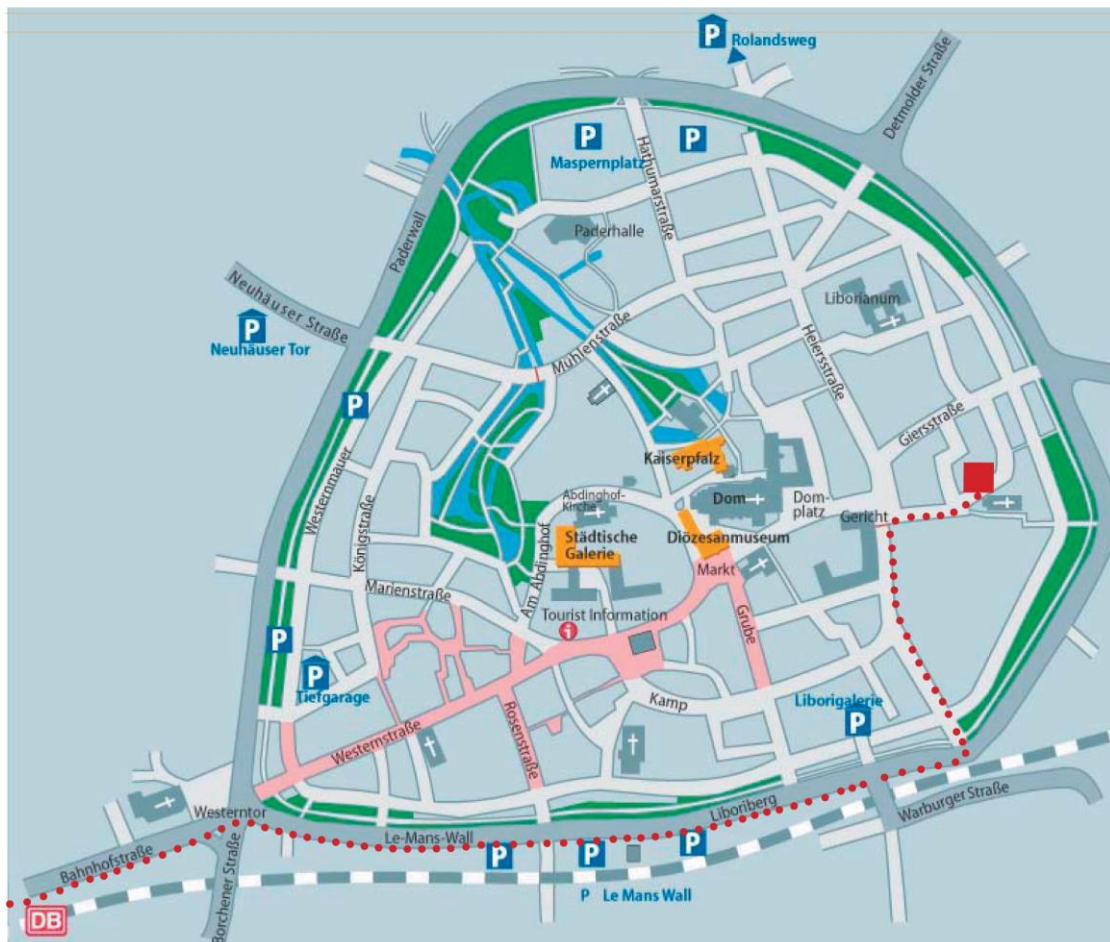 P
Rolandsweg
Detmolder Straße
P
Maspernplatz
P
Hathumarstraße
Paderwall
Paderhalle
Neuhäuser Straße
P
Neuhäuser Tor
Liborianum
Mühlenstraße
Heiersstraße
P
Giersstraße
Westernmauer
Königstraße
Kaiserpfalz
Dom
Dom-
platz
Abdinghof-
Kirche
Gericht
Städtische
Galerie
Diözesanmuseum
Markt
Am Abdinghof
Marienstraße
Grube
Tourist Information
i
P
P
Tiefgarage
Kamp
Liborigalerie
P
Rosenstraße
Westernstraße
Westerntor
Liboriberg
Warburger Straße
Le-Mans-Wall
Bahnhofstraße
Borchener Straße
P
P
P
P Le Mans Wall
DB